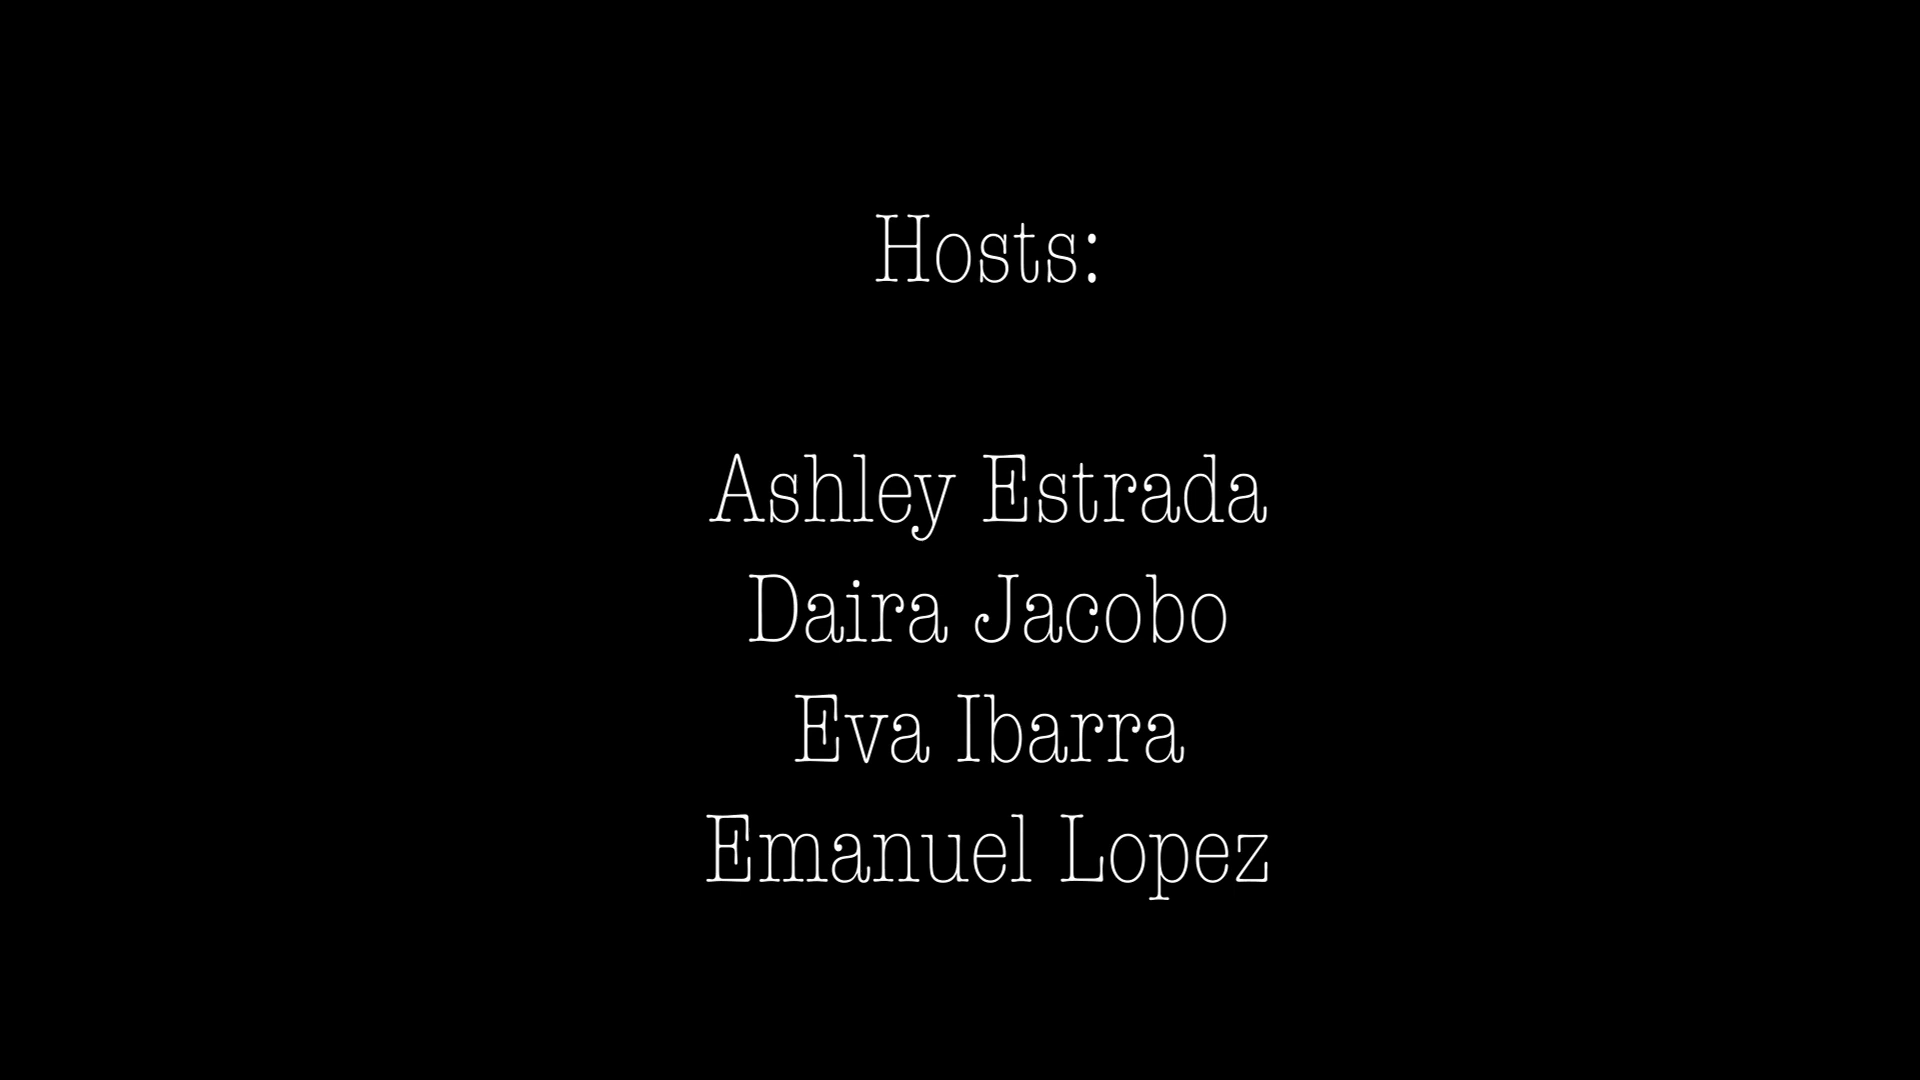 Hosts:
Ashley Estrada
Daira Jacobo
Eva Ibarra
Emanuel Lopez